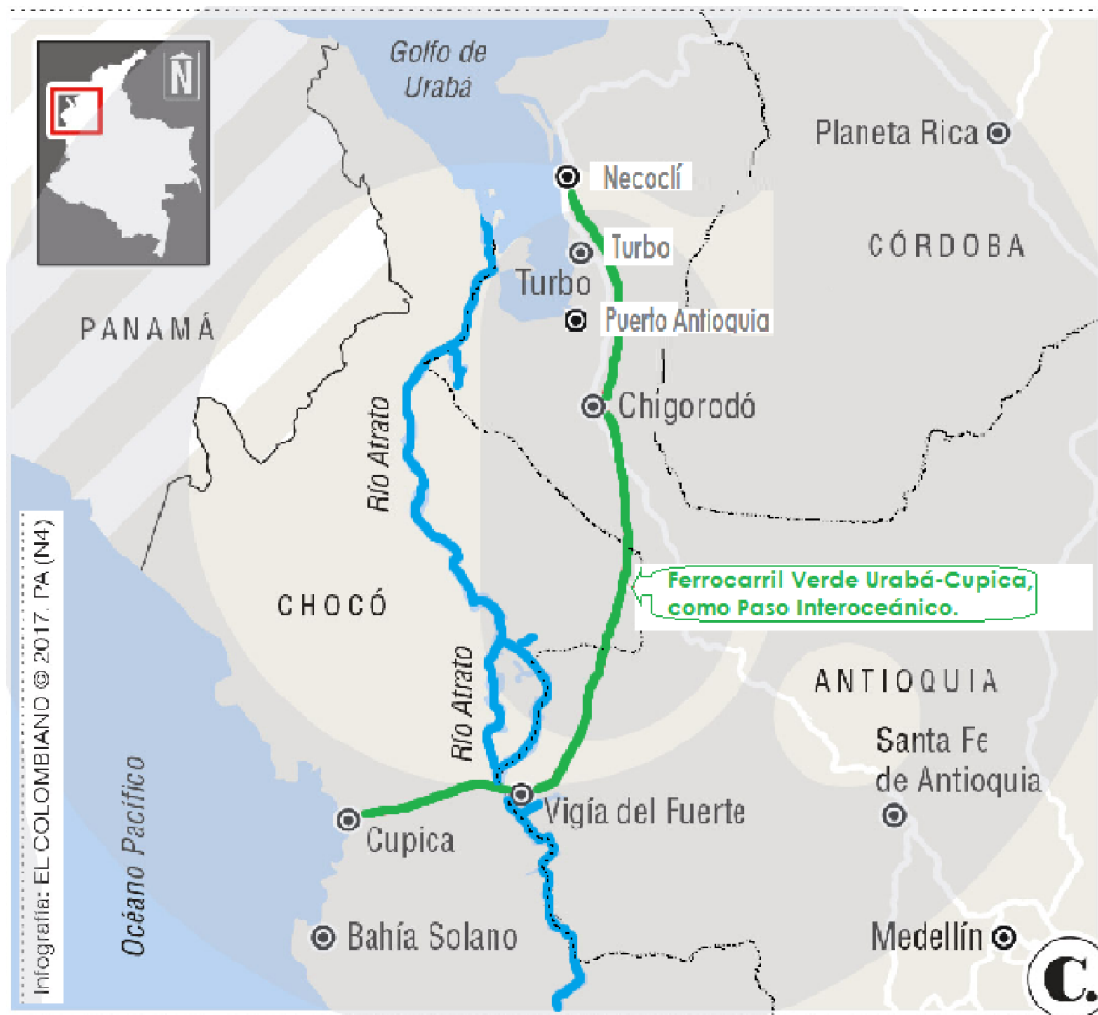 Golfo de
Urabá
N
Planeta Rica
Necoclí
CÓRDOBA
Turbo
Turbo
PANAMÁ
Puerto Antioquia
Chigorodó
Río Atrato
Ferrocarril Verde Urabá-Cupica,
como Paso Interoceánico.
CHOCÓ
Río Atrato
ANTIOQUIA
Santa Fe
de Antioquia
Vigía del Fuerte
Cupica
Océano Pacífico
Bahía Solano
Medellín
Infografía: EL COLOMBIANO © 2017. PA (N4)
C.